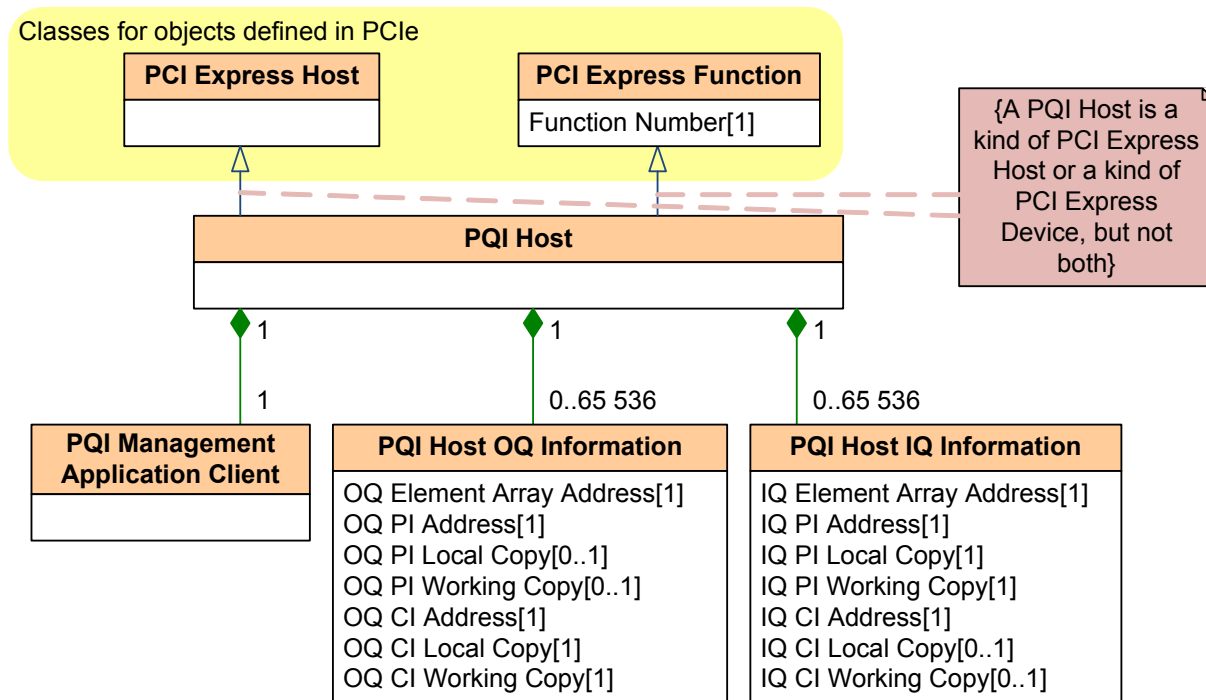 Classes for objects defined in PCIe
PCI Express Host
PCI Express Function
Function Number[1]
{A PQI Host is a
kind of PCI Express
Host or a kind of
PCI Express
Device, but not
both}
PQI Host
1
1
1
1
0..65 536
0..65 536
PQI Management
Application Client
PQI Host OQ Information
OQ Element Array Address[1]
OQ PI Address[1]
OQ PI Local Copy[0..1]
OQ PI Working Copy[0..1]
OQ CI Address[1]
OQ CI Local Copy[1]
OQ CI Working Copy[1]
PQI Host IQ Information
IQ Element Array Address[1]
IQ PI Address[1]
IQ PI Local Copy[1]
IQ PI Working Copy[1]
IQ CI Address[1]
IQ CI Local Copy[0..1]
IQ CI Working Copy[0..1]